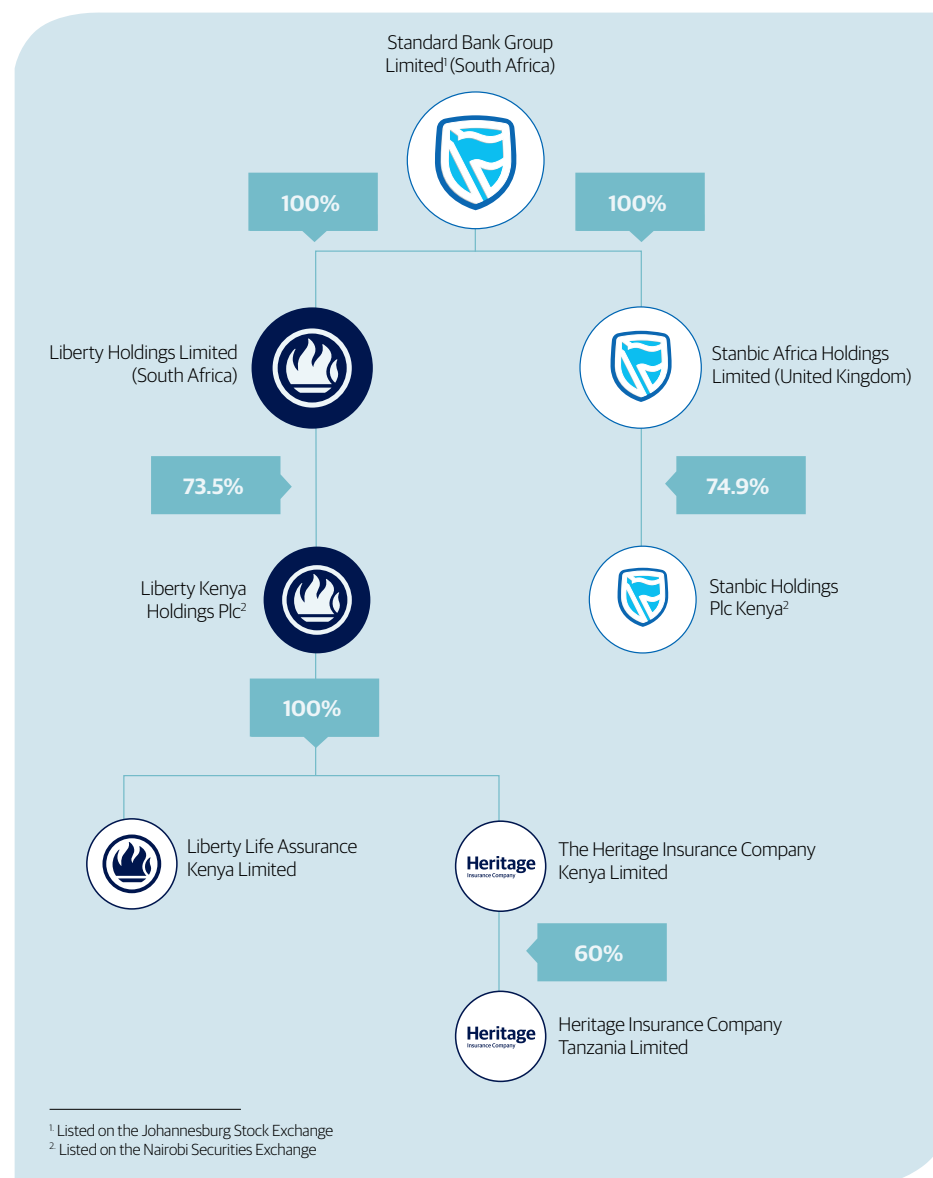 Standard Bank Group
Limited¹ (South Africa)
100%
100%
Liberty Holdings Limited
(South Africa)
Stanbic Africa Holdings
Limited (United Kingdom)
73.5%
74.9%
Liberty Kenya
Holdings Plc²
Stanbic Holdings
Plc Kenya²
100%
Liberty Life Assurance
Kenya Limited
Heritage
Insurance Company
The Heritage Insurance Company
Kenya Limited
60%
Heritage
Insurance Company
Heritage Insurance Company
Tanzania Limited
¹· Listed on the Johannesburg Stock Exchange
²· Listed on the Nairobi Securities Exchange